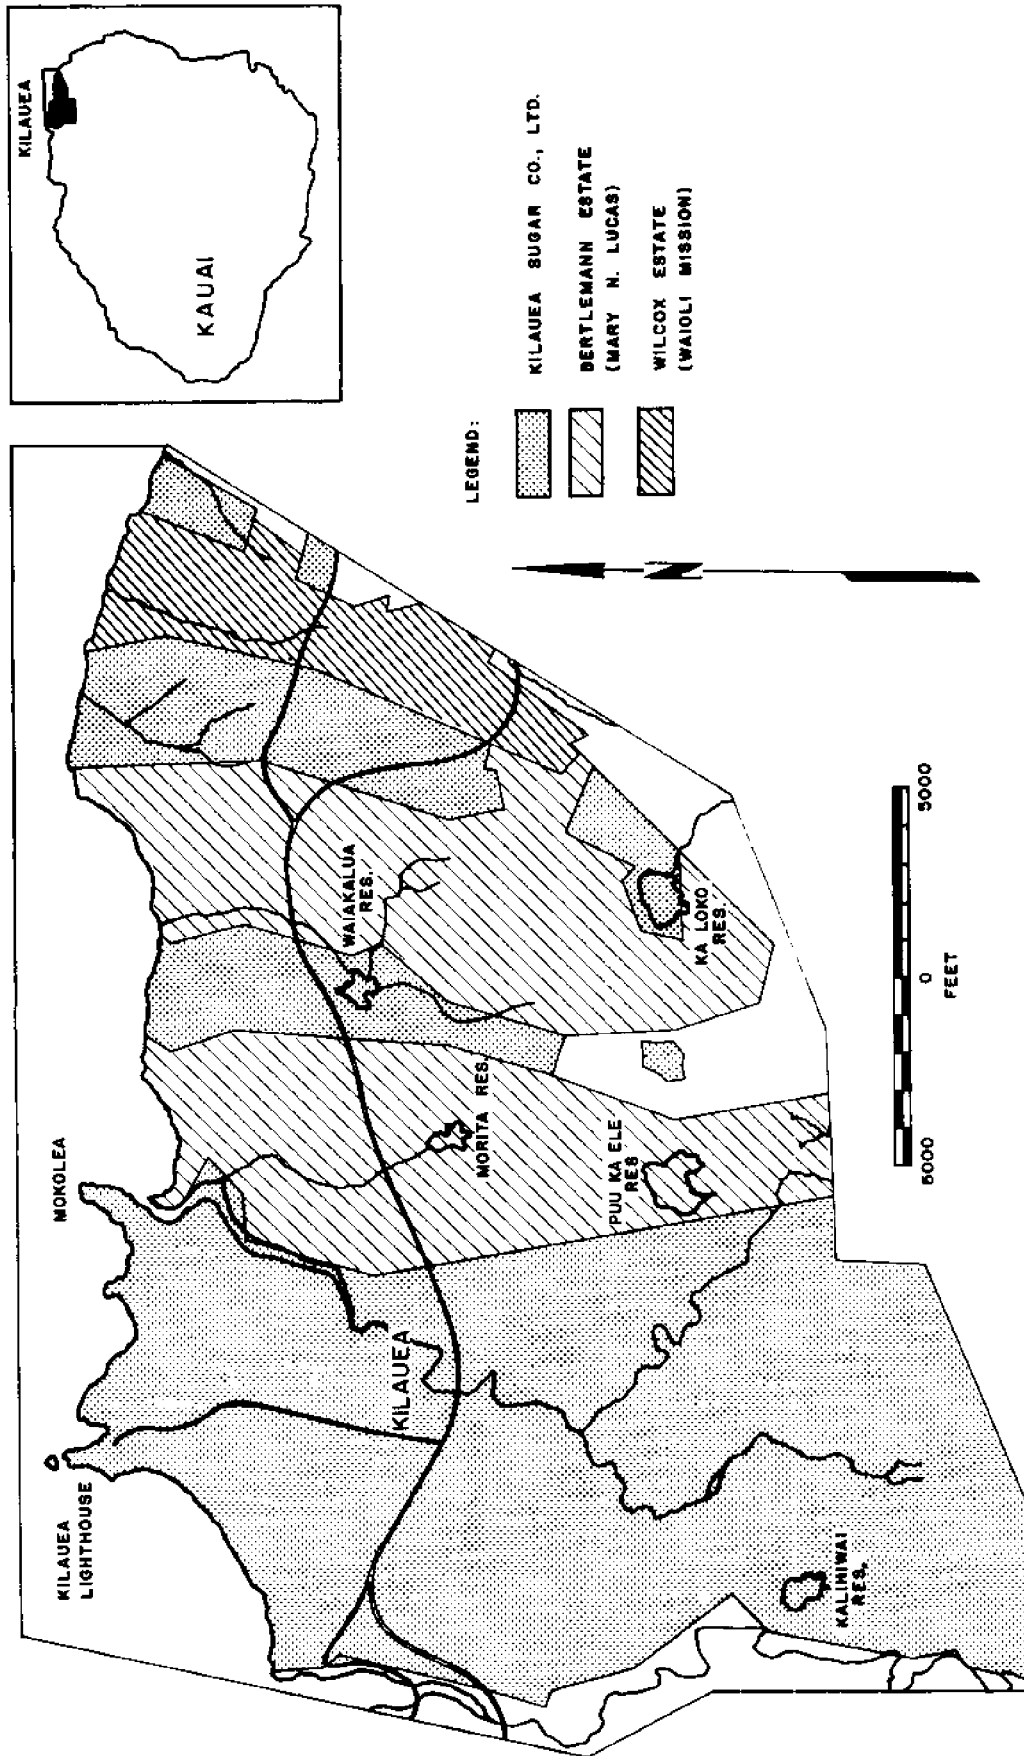 KILAUEA
KAUAI
LEGEND:
KILAUEA SUGAR CO., LTD.
BERTLEMANN ESTATE
(MARY N. LUCAS)
WILCOX ESTATE
(WAIOLI MISSION)
N
KILAUEA
LIGHTHOUSE
MOKOLEA
KILAUEA
WAIAKALUA
RES.
MORITA RES.
PUU KA ELE
RES
KA LOKO
RES.
KALIHIWAI
RES.
5000 0 5000
FEET